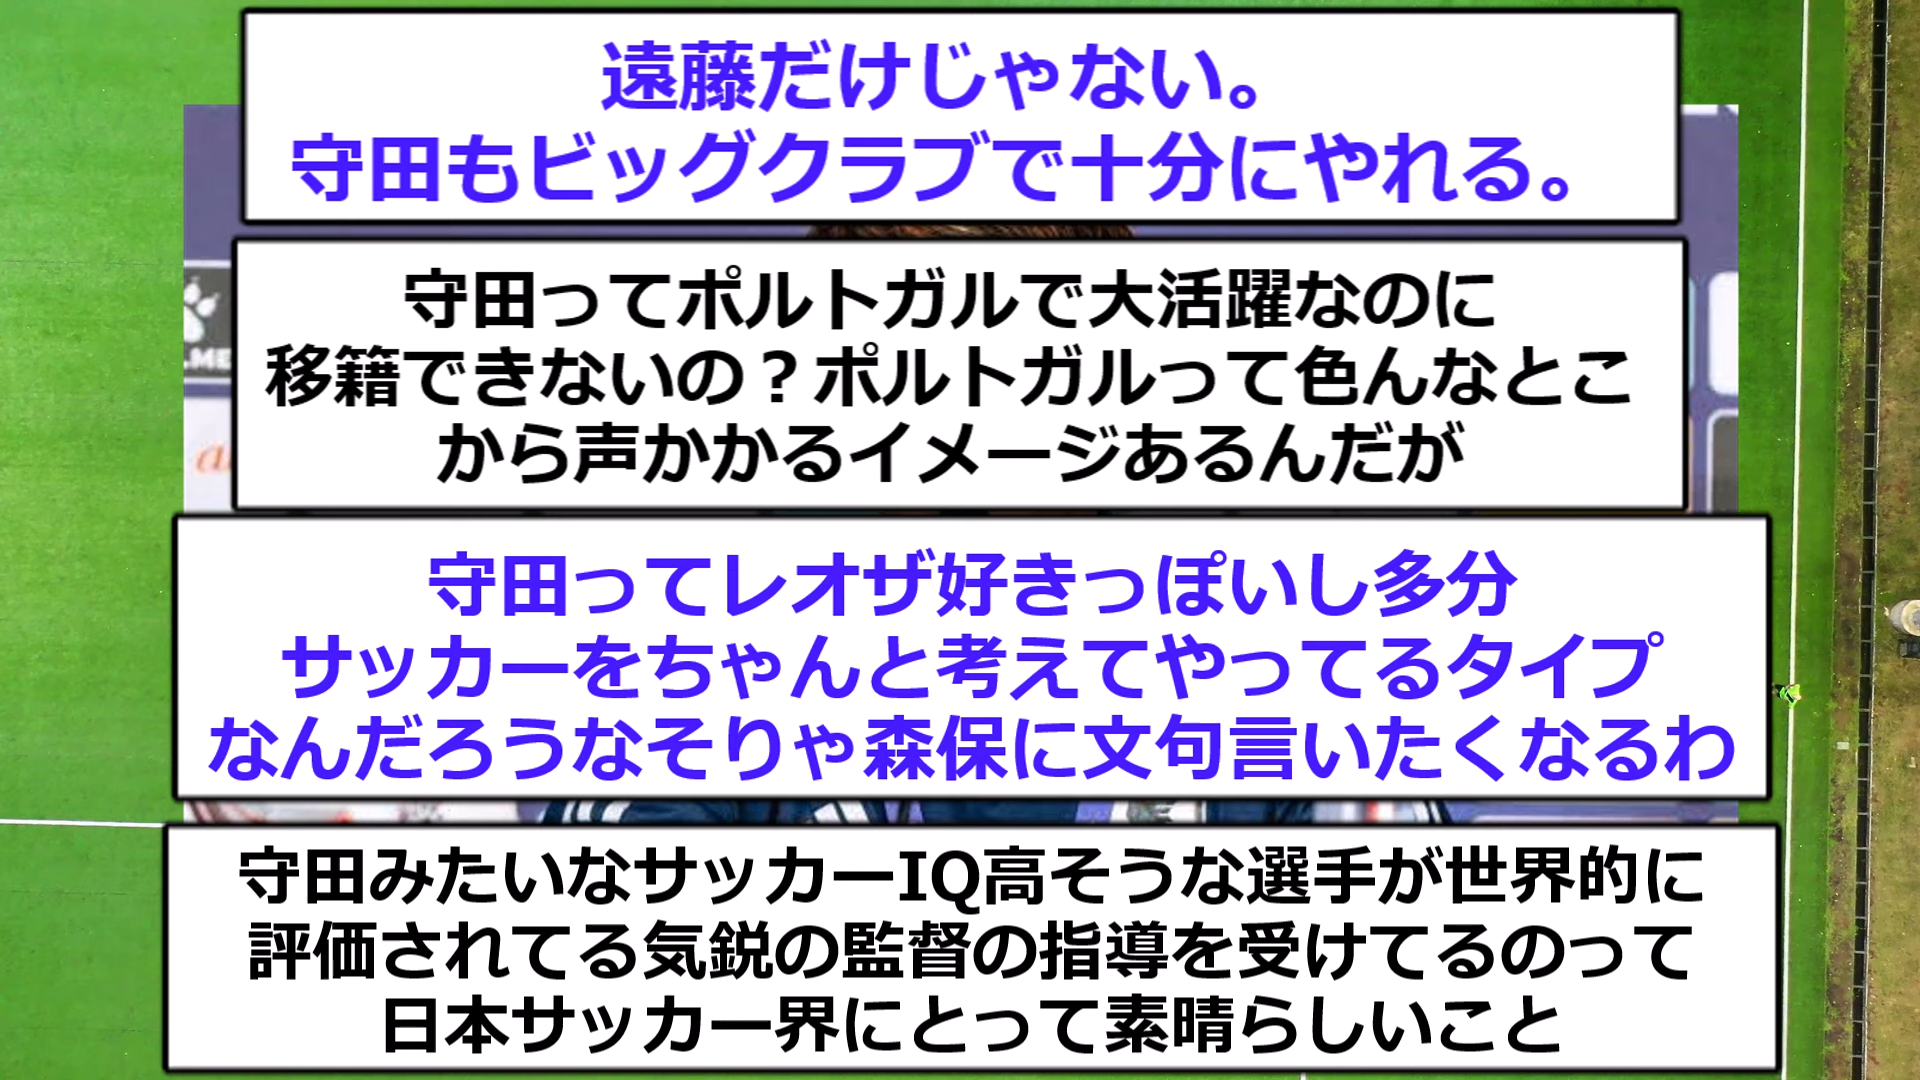 遠藤だけじゃない。
守田もビッグクラブで十分にやれる。
守田ってポルトガルで大活躍なのに
移籍できないの？ポルトガルって色んなとこ
から声かかるイメージあるんだが
守田ってレオザ好きっぽいし多分
サッカーをちゃんと考えてやってるタイプ
なんだろうなそりゃ森保に文句言いたくなるわ
守田みたいなサッカーIQ高そうな選手が世界的に
評価されてる気鋭の監督の指導を受けてるのって
日本サッカー界にとって素晴らしいこと